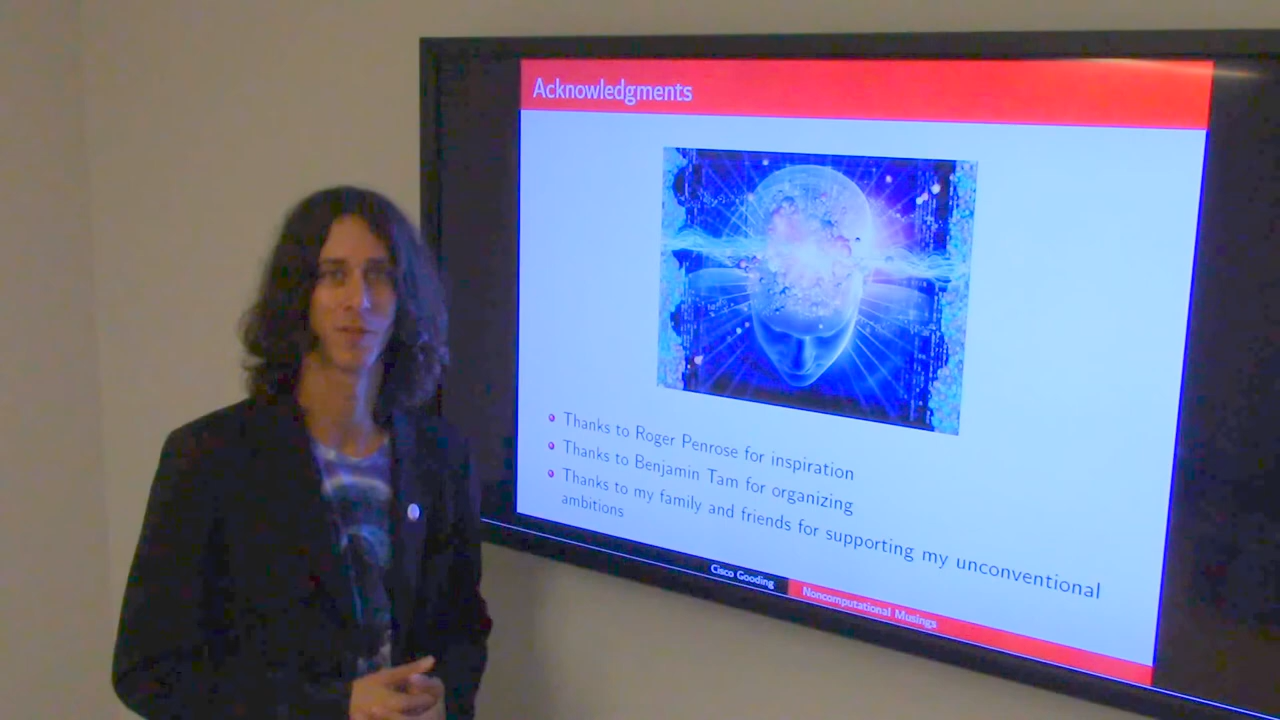 Acknowledgments
Thanks to Roger Penrose for inspiration
Thanks to Benjamin Tam for organizing
Thanks to my family and friends for supporting my unconventional
ambitions
Cisco Gooding
Noncomputational Musings